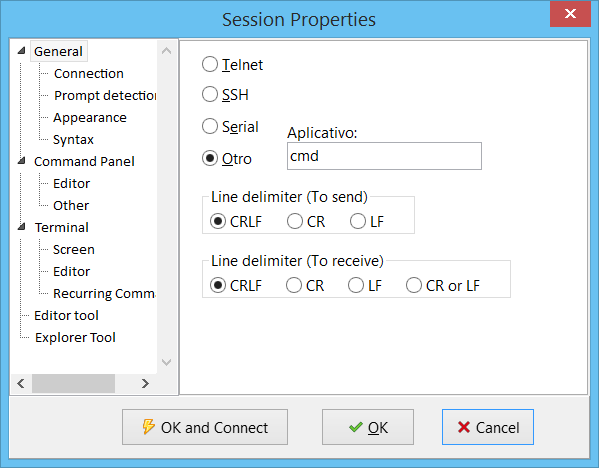 Session Properties
General
Connection
Prompt detection
Appearance
Syntax
Command Panel
Editor
Other
Terminal
Screen
Editor
Recurring Comma
Editor tool
Explorer Tool
Telnet
SSH
Serial
Aplicativo:
Otro
cmd
Line delimiter (To send)
CRLF CR LF
Line delimiter (To receive)
CRLF CR LF CR or LF
OK and Connect OK Cancel